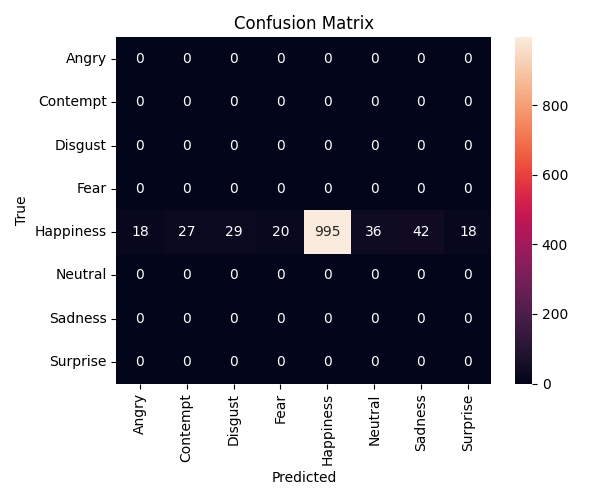 Confusion Matrix
Angry 0 0 0 0 0 0 0 0
Contempt 0 0 0 0 0 0 0 0
Disgust 0 0 0 0 0 0 0 0
Fear 0 0 0 0 0 0 0 0
Happiness 18 27 29 20 995 36 42 18
Neutral 0 0 0 0 0 0 0 0
Sadness 0 0 0 0 0 0 0 0
Surprise 0 0 0 0 0 0 0 0
True
Angry Contempt Disgust Fear Happiness Neutral Sadness Surprise
Predicted
800
600
400
200
0